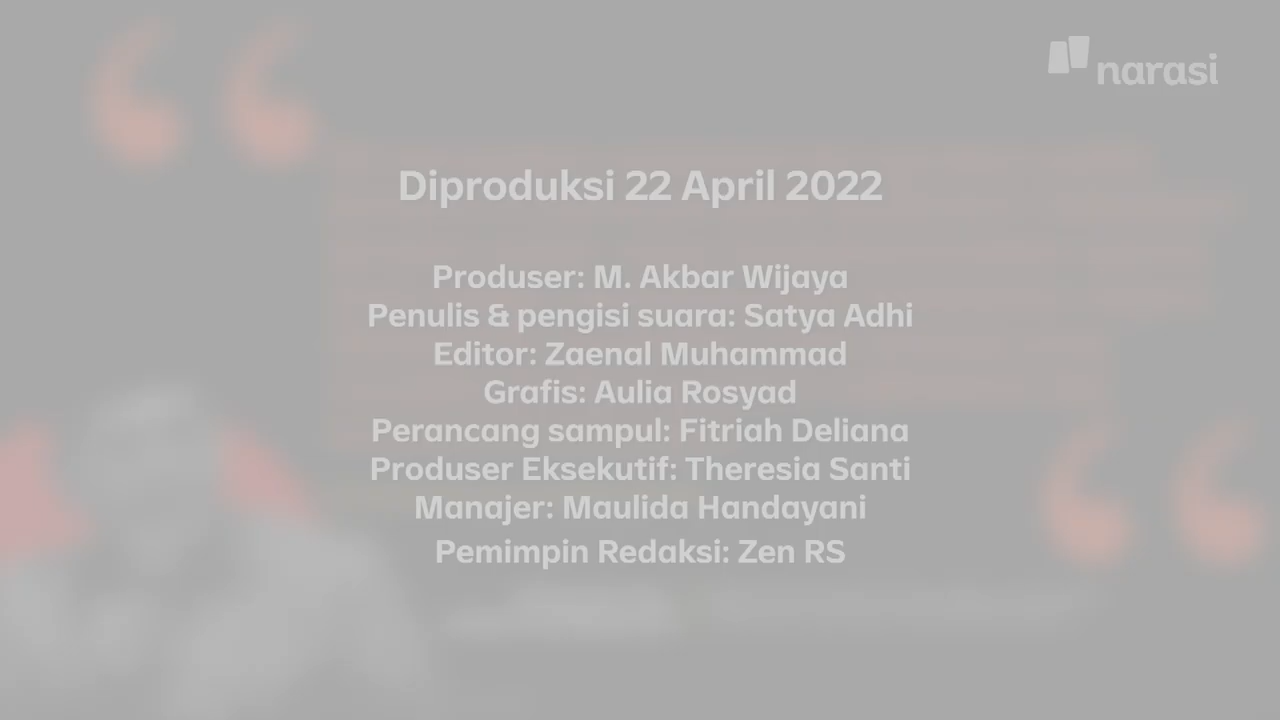 narasi
Diproduksi 22 April 2022
Produser: M. Akbar Wijaya
Penulis & pengisi suara: Satya Adhi
Editor: Zaenal Muhammad
Grafis: Aulia Rosyad
Perancang sampul: Fitriah Deliana
Produser Eksekutif: Theresia Santi
Manajer: Maulida Handayani
Pemimpin Redaksi: Zen RS